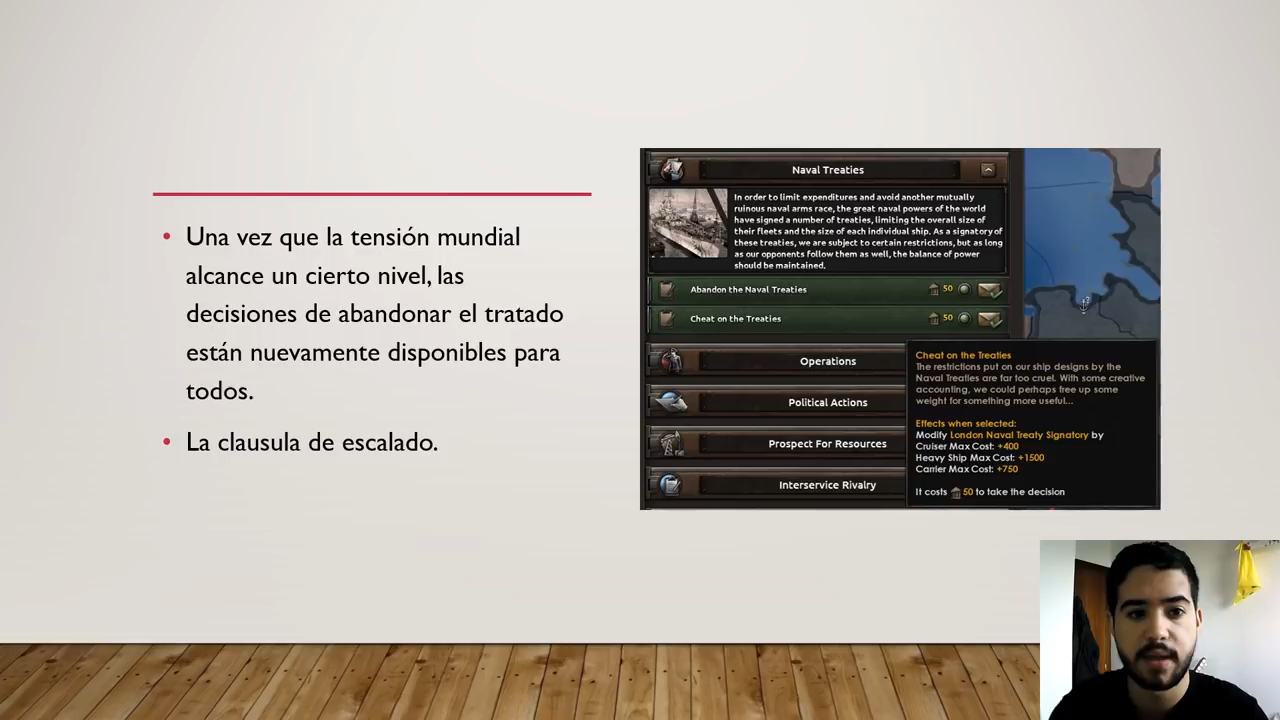 Una vez que la tensión mundial
alcance un cierto nivel, las
decisiones de abandonar el tratado
están nuevamente disponibles para
todos.
La clausula de escalado.
Naval Treaties
In order to limit expenditures and avoid another mutually
ruinous naval arms race, the great naval powers of the world
have signed a number of treaties, limiting the overall size of
their fleets and the size of each individual ship. As a signatory of
these treaties, we are subject to certain restrictions, but as long
as our opponents follow them as well, the balance of power
should be maintained.
Abandon the Naval Treaties 50
Cheat on the Treaties 50
Operations
Political Actions
Prospect For Resources
Interservice Rivalry
Cheat on the Treaties
The restrictions put on our ship designs by the
Naval Treaties are far too cruel. With some creative
accounting, we could perhaps free up some
weight for something more useful...
Effects when selected:
Modify London Naval Treaty Signatory by
Cruiser Max Cost: +400
Heavy Ship Max Cost: +1500
Carrier Max Cost: +750
It costs 50 to take the decision